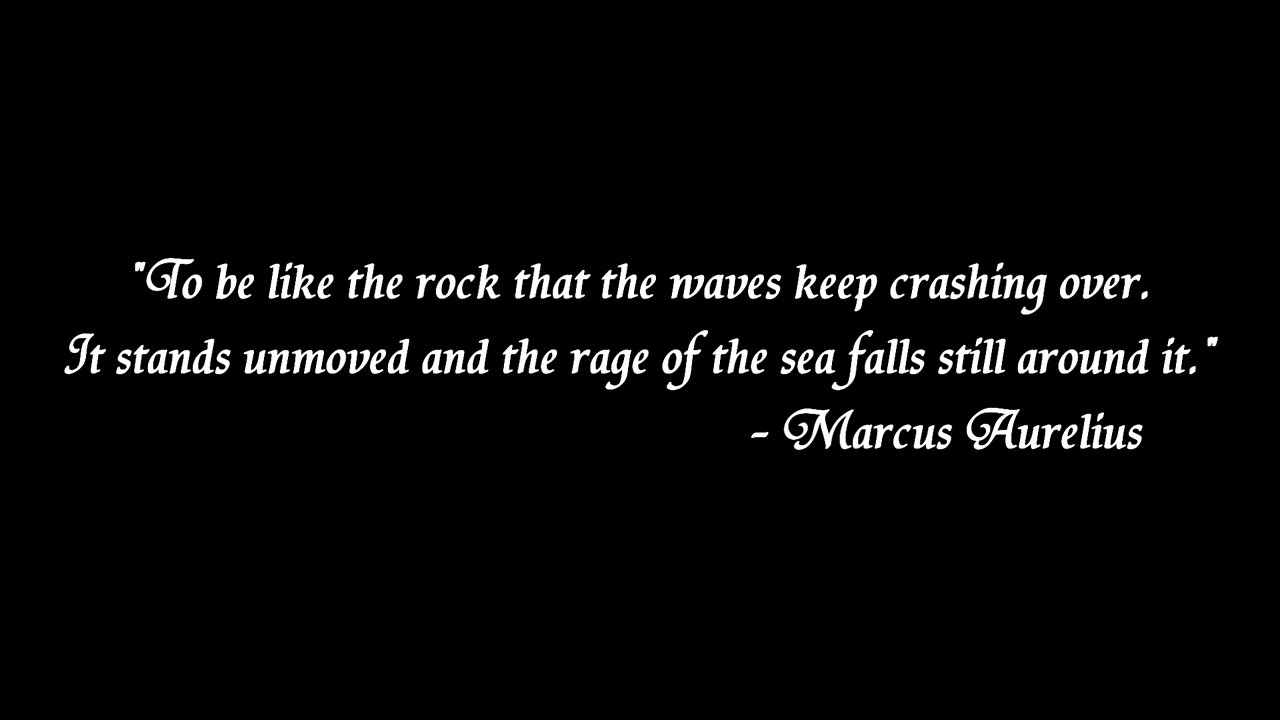 "To be like the rock that the waves keep crashing over.
It stands unmoved and the rage of the sea falls still around it."
- Marcus Aurelius